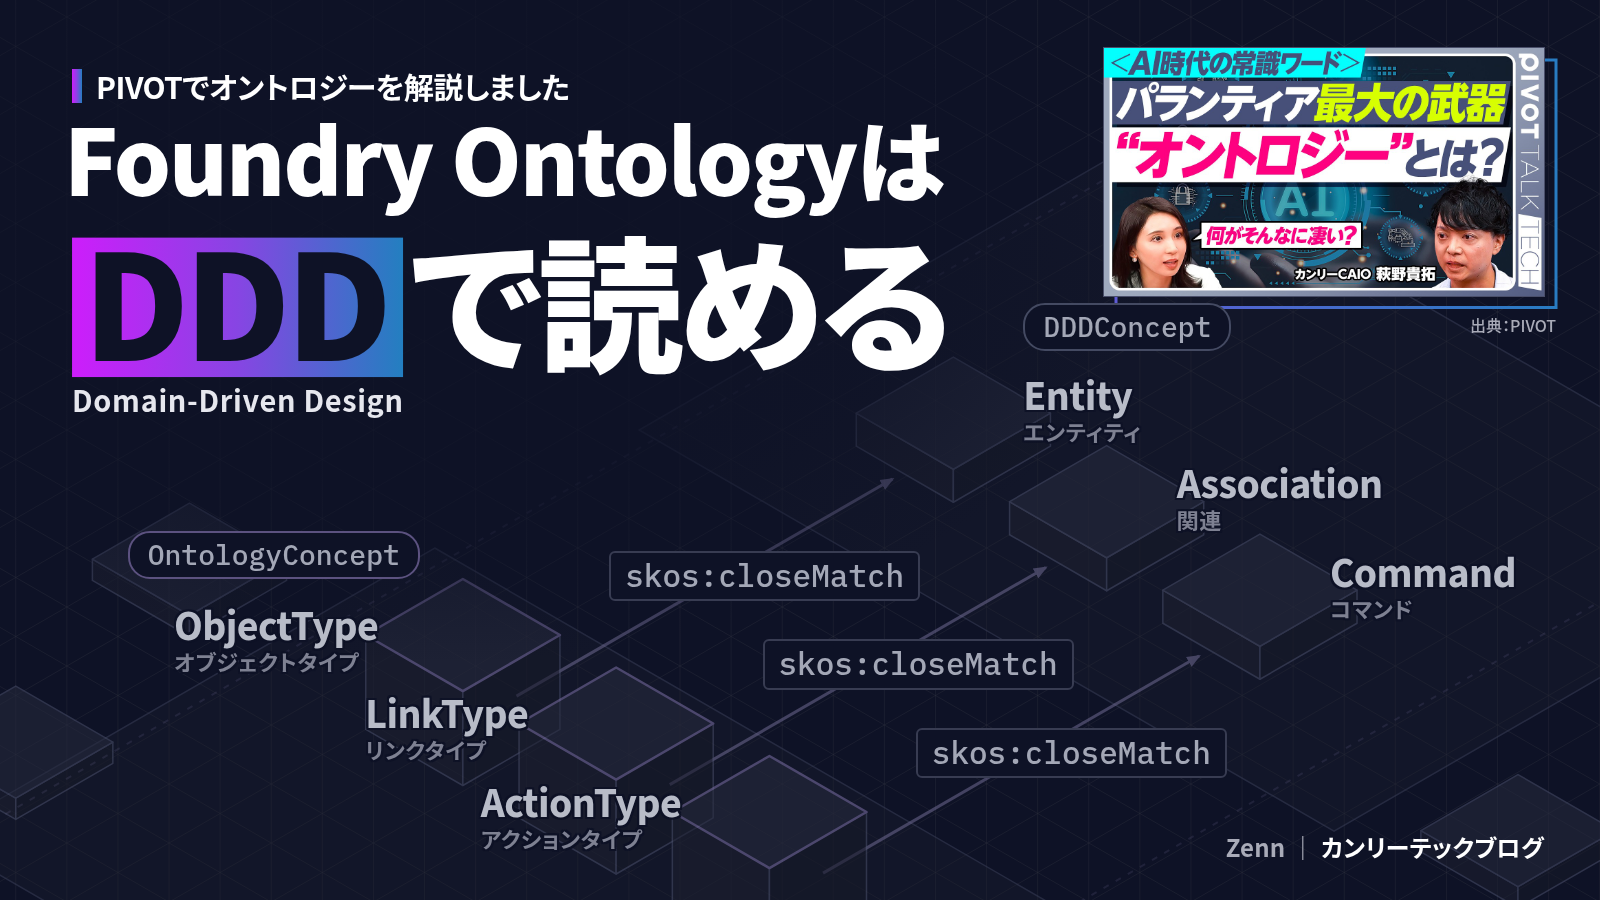 PIVOTでオントロジーを解説しました
Foundry Ontologyは
DDDで読める
Domain-Driven Design
<AI時代の常識ワード>
パランティア最大の武器
“オントロジー”とは?
何がそんなに凄い?
カンリーCAIO 萩野貴拓
PIVOT TALK TECH
出典：PIVOT
DDDConcept
Entity
エンティティ
Association
関連
Command
コマンド
OntologyConcept
ObjectType
オブジェクトタイプ
LinkType
リンクタイプ
ActionType
アクションタイプ
skos:closeMatch
skos:closeMatch
skos:closeMatch
AI
Zenn | カンリーテックブログ